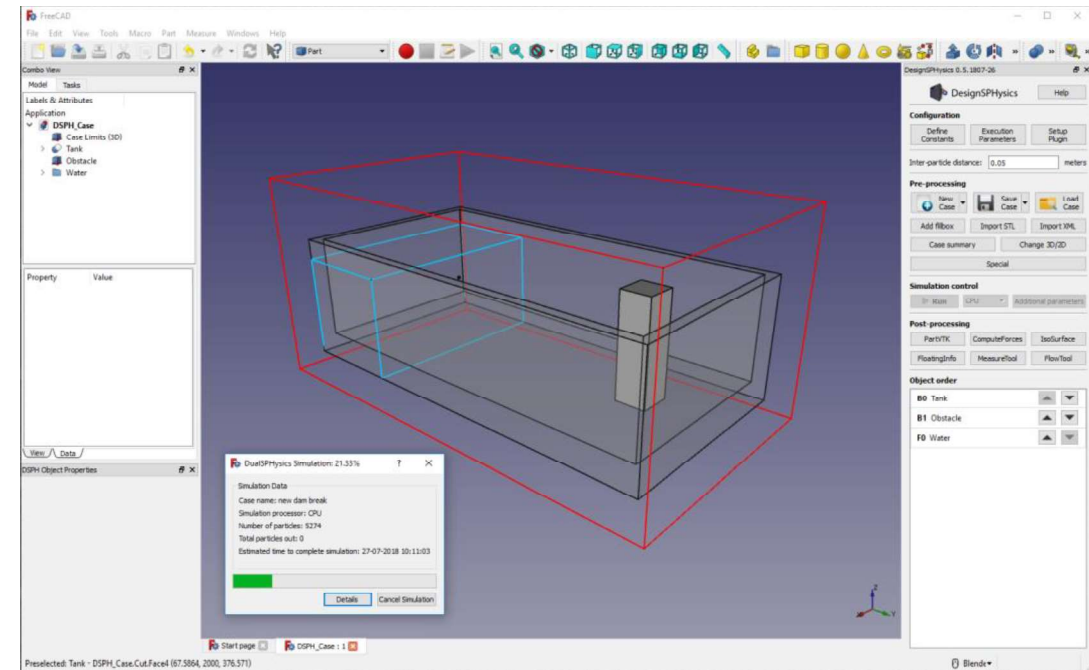 FreeCAD
File Edit View Tools Macro Part Measure Windows Help
Part
Combo View
Model Tasks
Labels & Attributes
Application
DSPH_Case
Case Limits (3D)
Tank
Obstacle
Water
Property Value
View Data
DSPH Object Properties
DualSPHysics Simulation: 21.35%
Simulation Data
Case name: new dam break
Simulation processor: CPU
Number of particles: 5274
Total particles out: 0
Estimated time to complete simulation: 27-07-2018 10:11:03
Details Cancel Simulation
Z
X Y
Start page DSPH_Case : 1
Preselected: Tank - DSPH_Case.Cut.Face4 (67.5864, 2000, 376.571)
Blender
DesignSPHysics 0.5.1807-26
DesignSPHysics Help
Configuration
Define Constants Execution Parameters Setup Plugin
Inter-particle distance: 0.05 meters
Pre-processing
New Case Save Case Load Case
Add fillbox Import STL Import XML
Case summary Change 3D/2D
Special
Simulation control
Run CPU Additional parameters
Post-processing
PartVTK ComputeForces IsoSurface
FloatingInfo MeasureTool FlowTool
Object order
B0 Tank
B1 Obstacle
F0 Water